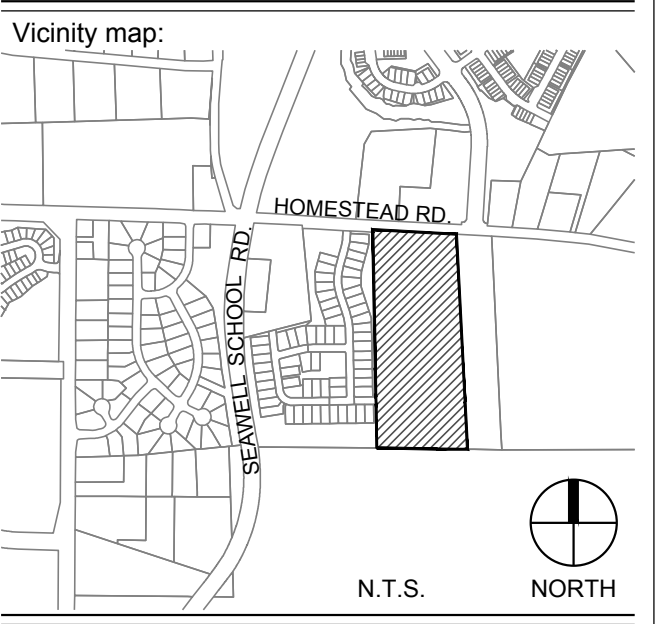 Vicinity map:
HOMESTEAD RD.
SEAWELL SCHOOL RD.
N.T.S.
NORTH